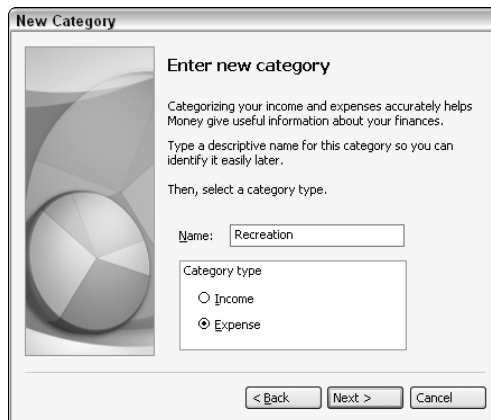 New Category
Enter new category
Categorizing your income and expenses accurately helps
Money give useful information about your finances.
Type a descriptive name for this category so you can
identify it easily later.
Then, select a category type.
Name: Recreation
Category type
Income
Expense
< Back Next > Cancel